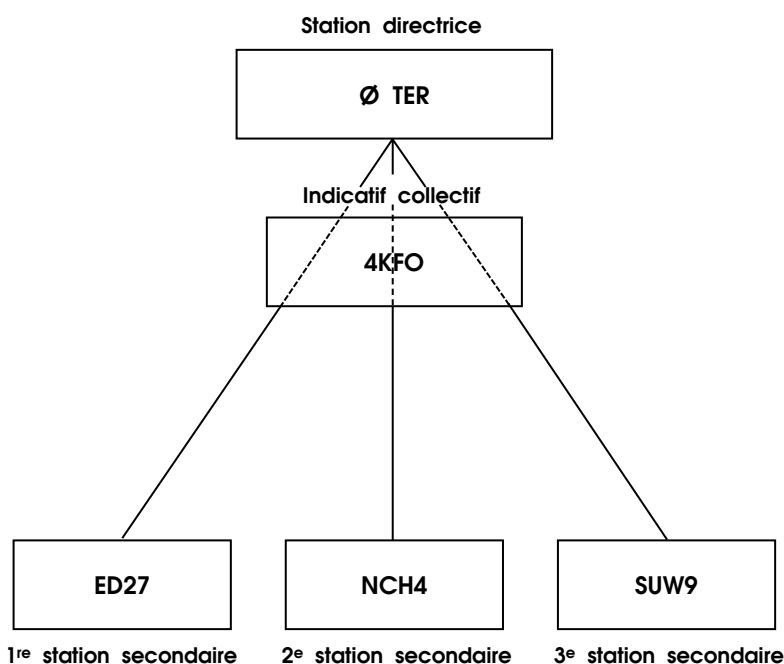 Station directrice
Ø TER
Indicatif collectif
4KFO
ED27
NCH4
SUW9
1re station secondaire
2e station secondaire
3e station secondaire